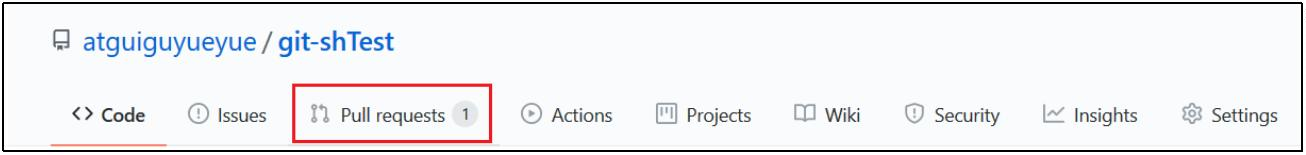 atguiguyueyue / git-shTest
Code Issues Pull requests 1 Actions Projects Wiki Security Insights Settings